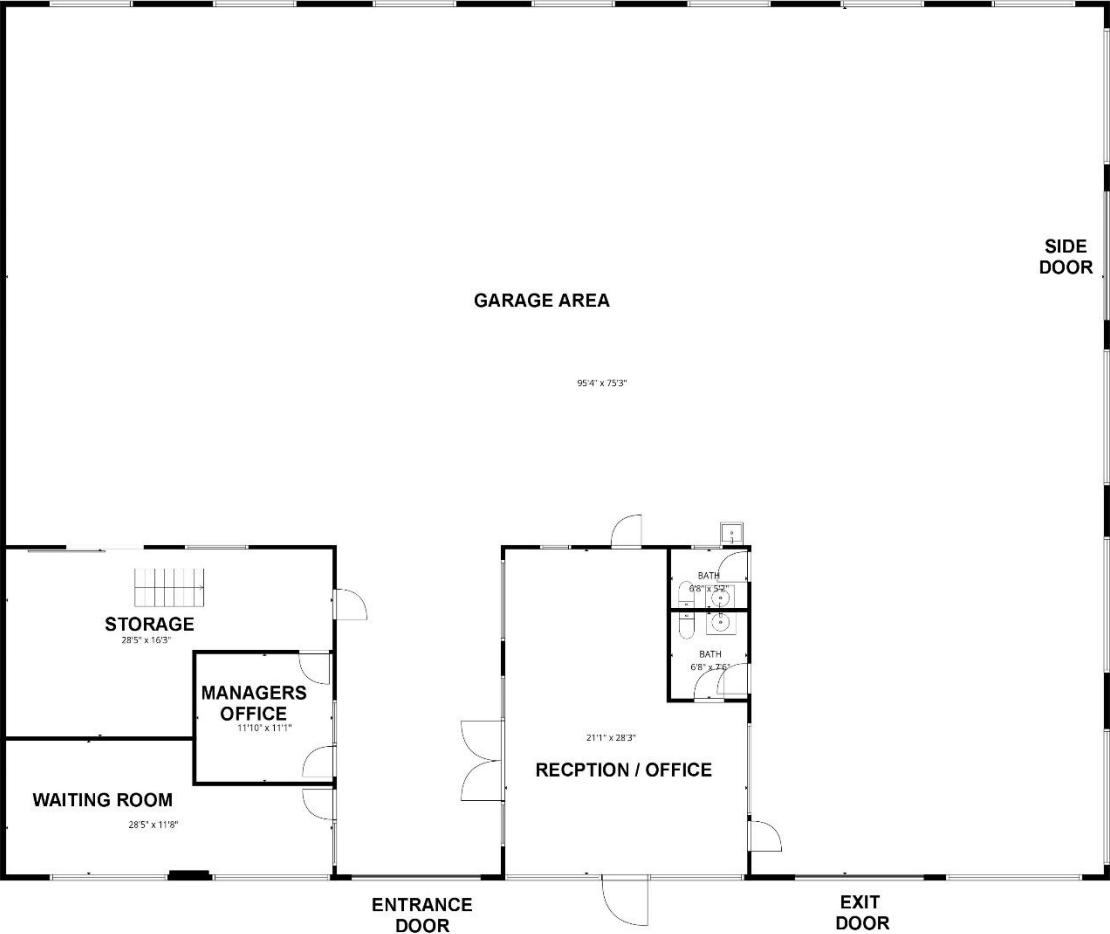 SIDE
DOOR
GARAGE AREA
95'4" x 75'3"
BATH
6'8" x 5'2"
STORAGE
28'5" x 16'3"
BATH
6'8" x 7'6"
MANAGERS
OFFICE
11'10" x 11'1"
21'1" x 28'3"
RECPTION / OFFICE
WAITING ROOM
28'5" x 11'8"
ENTRANCE
DOOR
EXIT
DOOR